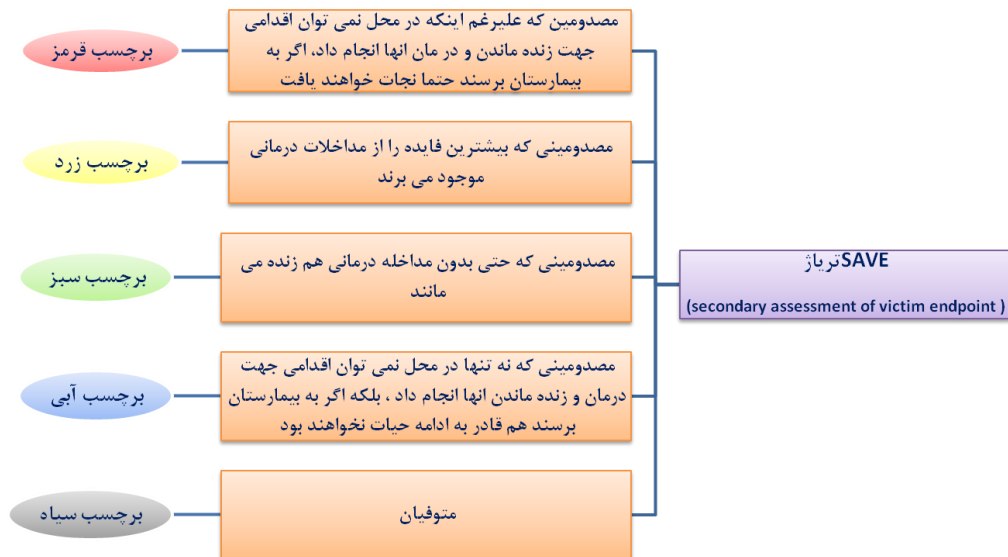 تریاژSAVE
(secondary assessment of victim endpoint )
مصدومین که علیرغم اینکه در محل نمی توان اقدامی
جهت زنده ماندن و در مان انها انجام داد، اگر به
بیمارستان برسند حتما نجات خواهند یافت
برچسب قرمز
مصدومینی که بیشترین فایده را از مداخلات درمانی
موجود می برند
برچسب زرد
مصدومینی که حتی بدون مداخله درمانی هم زنده می
مانند
برچسب سبز
مصدومینی که نه تنها در محل نمی توان اقدامی جهت
درمان و زنده ماندن انها انجام داد ، بلکه اگر به بیمارستان
برسند هم قادر به ادامه حیات نخواهند بود
برچسب آبی
متوفیان
برچسب سیاه